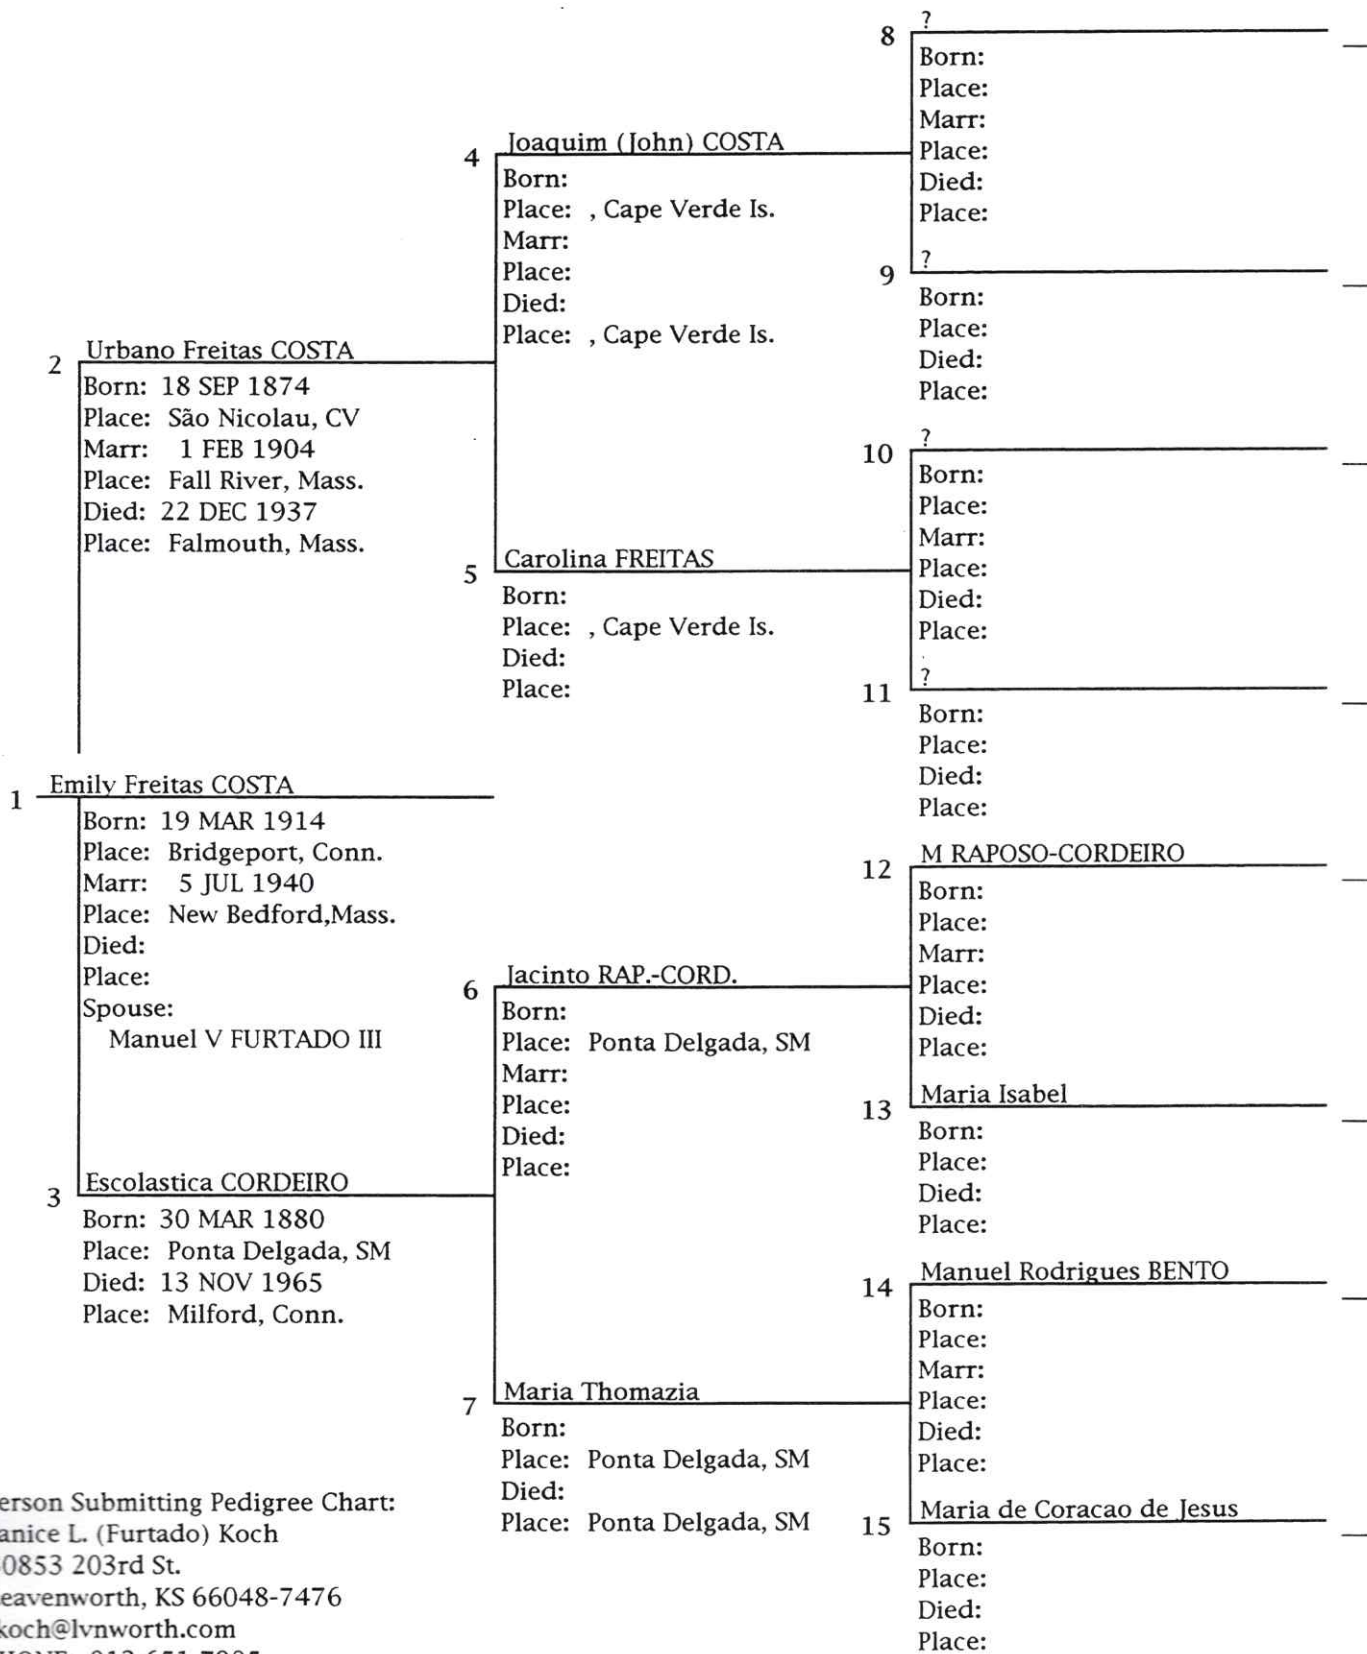 8 ?
Born:
Place:
Marr:
Place:
Died:
Place:
4 Joaquim (John) COSTA
Born:
Place: , Cape Verde Is.
Marr:
Place:
Died:
Place: , Cape Verde Is.
9 ?
Born:
Place:
Died:
Place:
2 Urbano Freitas COSTA
Born: 18 SEP 1874
Place: São Nicolau, CV
Marr: 1 FEB 1904
Place: Fall River, Mass.
Died: 22 DEC 1937
Place: Falmouth, Mass.
10 ?
Born:
Place:
Marr:
Place:
Died:
Place:
5 Carolina FREITAS
Born:
Place: , Cape Verde Is.
Died:
Place:
11 ?
Born:
Place:
Died:
Place:
1 Emily Freitas COSTA
Born: 19 MAR 1914
Place: Bridgeport, Conn.
Marr: 5 JUL 1940
Place: New Bedford,Mass.
Died:
Place:
Spouse:
Manuel V FURTADO III
12 M RAPOSO-CORDEIRO
Born:
Place:
Marr:
Place:
Died:
Place:
6 Jacinto RAP.-CORD.
Born:
Place: Ponta Delgada, SM
Marr:
Place:
Died:
Place:
13 Maria Isabel
Born:
Place:
Died:
Place:
3 Escolastica CORDEIRO
Born: 30 MAR 1880
Place: Ponta Delgada, SM
Died: 13 NOV 1965
Place: Milford, Conn.
14 Manuel Rodrigues BENTO
Born:
Place:
Marr:
Place:
Died:
Place:
7 Maria Thomazia
Born:
Place: Ponta Delgada, SM
Died:
Place: Ponta Delgada, SM
15 Maria de Coracao de Jesus
Born:
Place:
Died:
Place:
erson Submitting Pedigree Chart:
anice L. (Furtado) Koch
0853 203rd St.
eavenworth, KS 66048-7476
koch@lvnworth.com